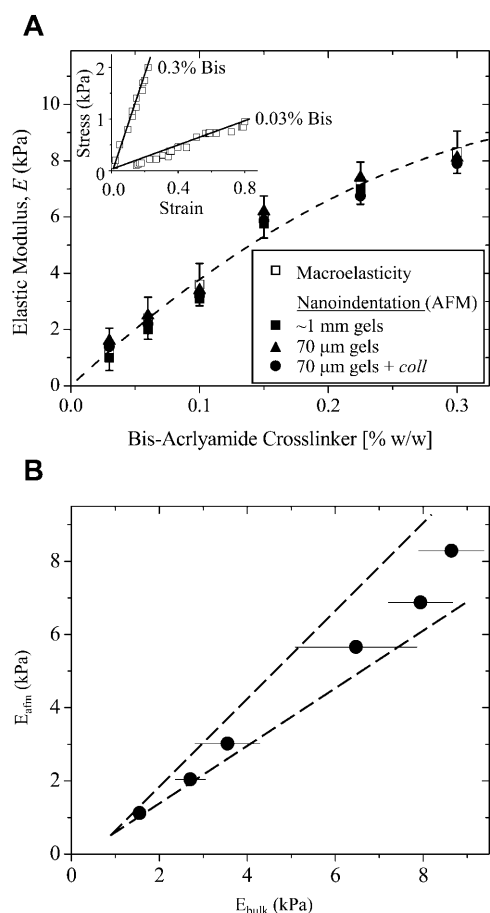 A
Elastic Modulus, E (kPa)
10
8
6
4
2
0
Stress (kPa)
2
1
0
0.3% Bis
0.03% Bis
0.0
0.4
0.8
Strain
Macroelasticity
Nanoindentation (AFM)
~1 mm gels
70 μm gels
70 μm gels + coll
0.0
0.1
0.2
0.3
Bis-Acrlyamide Crosslinker [% w/w]
B
E_afm (kPa)
8
6
4
2
0
0
2
4
6
8
E_bulk (kPa)